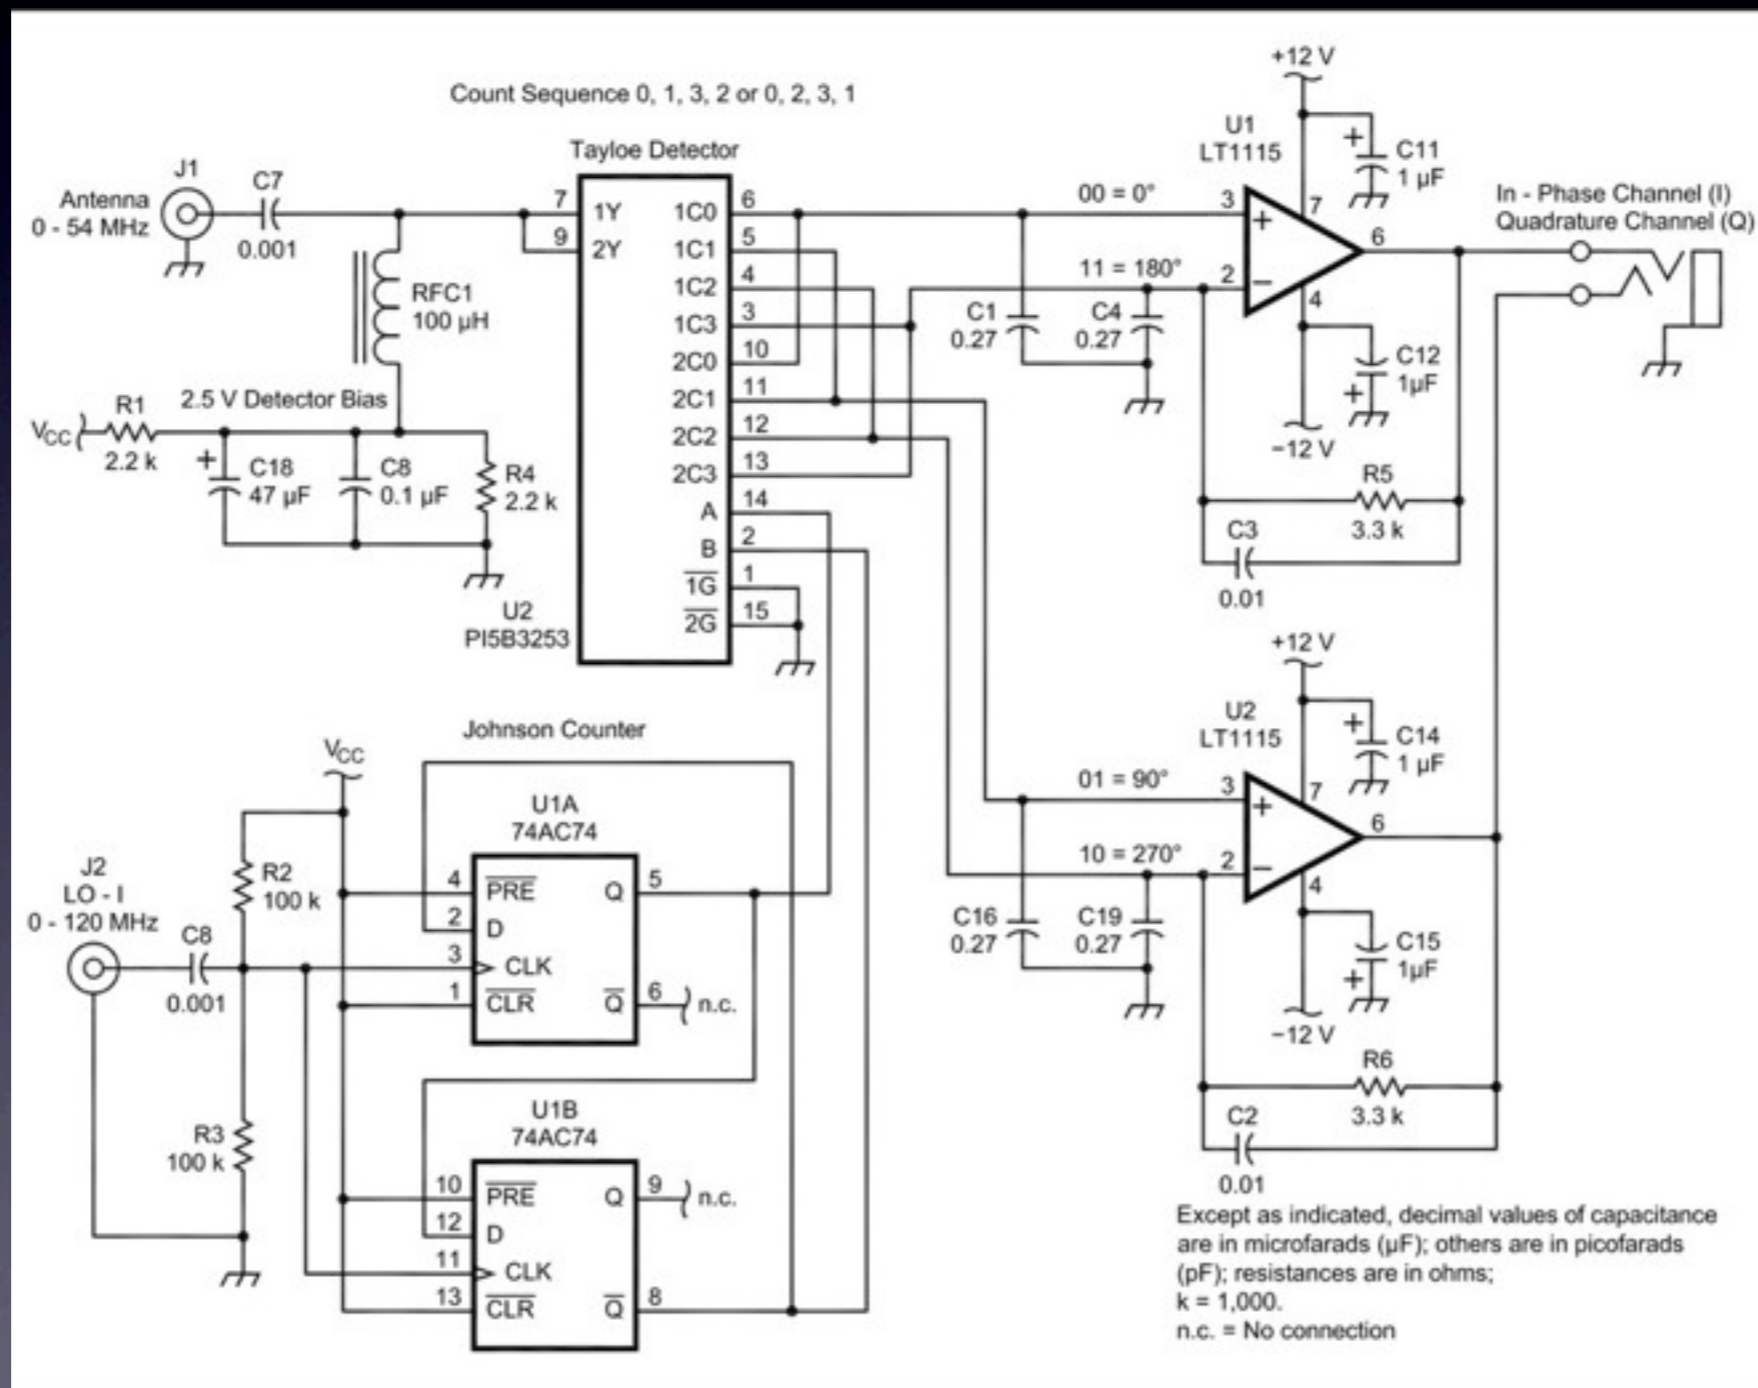 Count Sequence 0, 1, 3, 2 or 0, 2, 3, 1
Tayloe Detector
J1
Antenna
0 - 54 MHz
C7
0.001
RFC1
100 µH
2.5 V Detector Bias
VCC
R1
2.2 k
+
C18
47 µF
C8
0.1 µF
R4
2.2 k
U2
PI5B3253
7
1Y
9
2Y
1C0
6
1C1
5
1C2
4
1C3
3
2C0
10
2C1
11
2C2
12
2C3
13
A
14
B
2
1G
1
2G
15
00 = 0°
11 = 180°
C1
0.27
C4
0.27
+12 V
U1
LT1115
+
C11
1 µF
3
+
7
2
−
4
6
C12
1µF
+
−12 V
R5
3.3 k
C3
0.01
In - Phase Channel (I)
Quadrature Channel (Q)
01 = 90°
10 = 270°
C16
0.27
C19
0.27
+12 V
U2
LT1115
+
C14
1 µF
3
+
7
2
−
4
6
C15
1µF
+
−12 V
R6
3.3 k
C2
0.01
Johnson Counter
VCC
U1A
74AC74
J2
LO - I
0 - 120 MHz
C8
0.001
R2
100 k
R3
100 k
4
PRE
Q
5
2
D
3
CLK
1
CLR
Q
6
n.c.
U1B
74AC74
10
PRE
Q
9
n.c.
12
D
11
CLK
13
CLR
Q
8
Except as indicated, decimal values of capacitance
are in microfarads (µF); others are in picofarads
(pF); resistances are in ohms;
k = 1,000.
n.c. = No connection